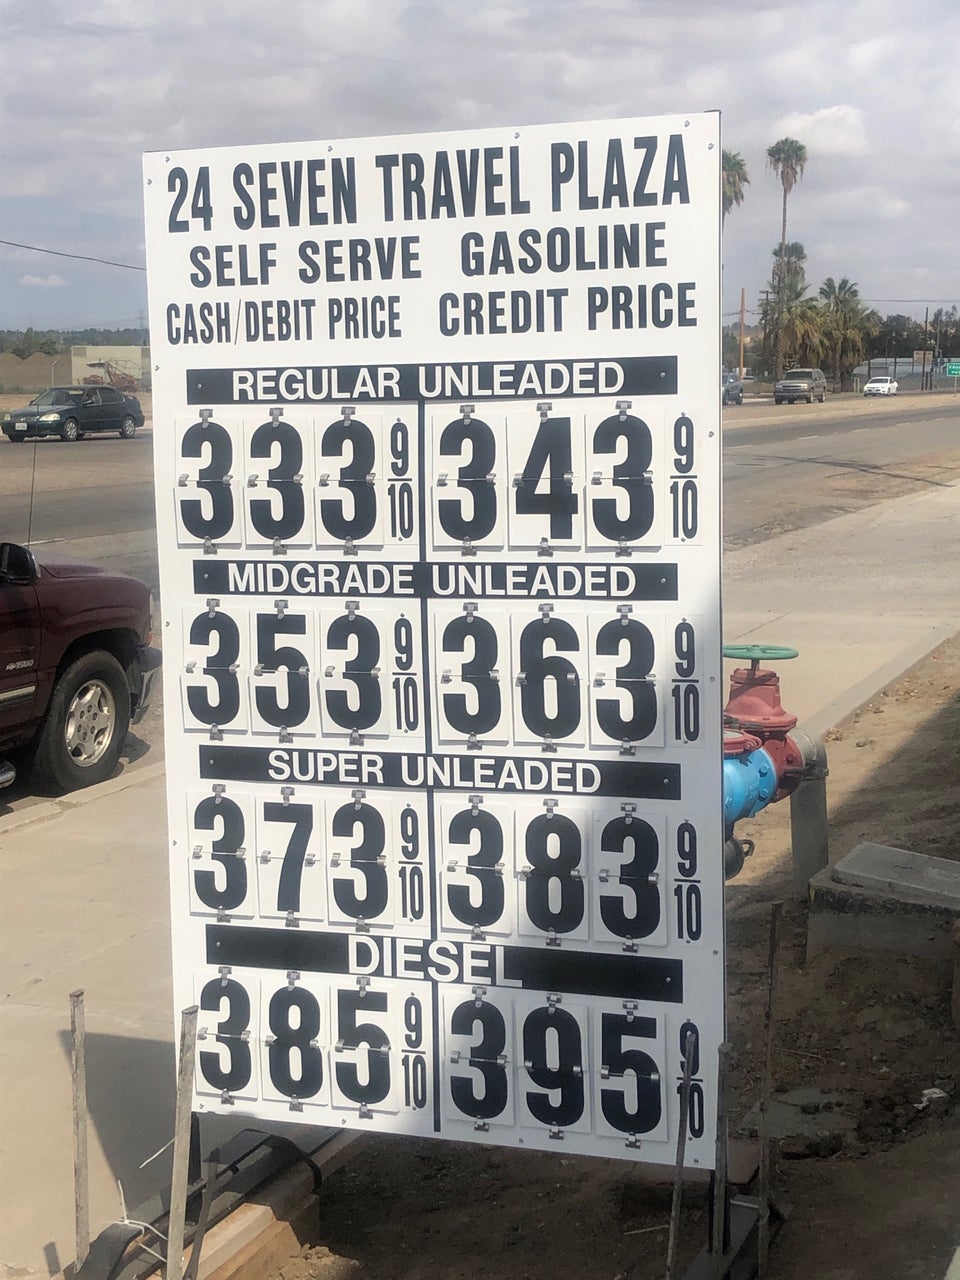 24 SEVEN TRAVEL PLAZA
SELF SERVE GASOLINE
CASH/DEBIT PRICE CREDIT PRICE
REGULAR UNLEADED
333 9/10 343 9/10
MIDGRADE UNLEADED
353 9/10 363 9/10
SUPER UNLEADED
373 9/10 383 9/10
DIESEL
385 9/10 395 9/10